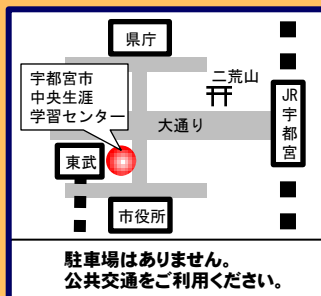 県庁
宇都宮市
中央生涯
学習センター
二荒山
JR宇都宮
大通り
東武
市役所
駐車場はありません。
公共交通をご利用ください。